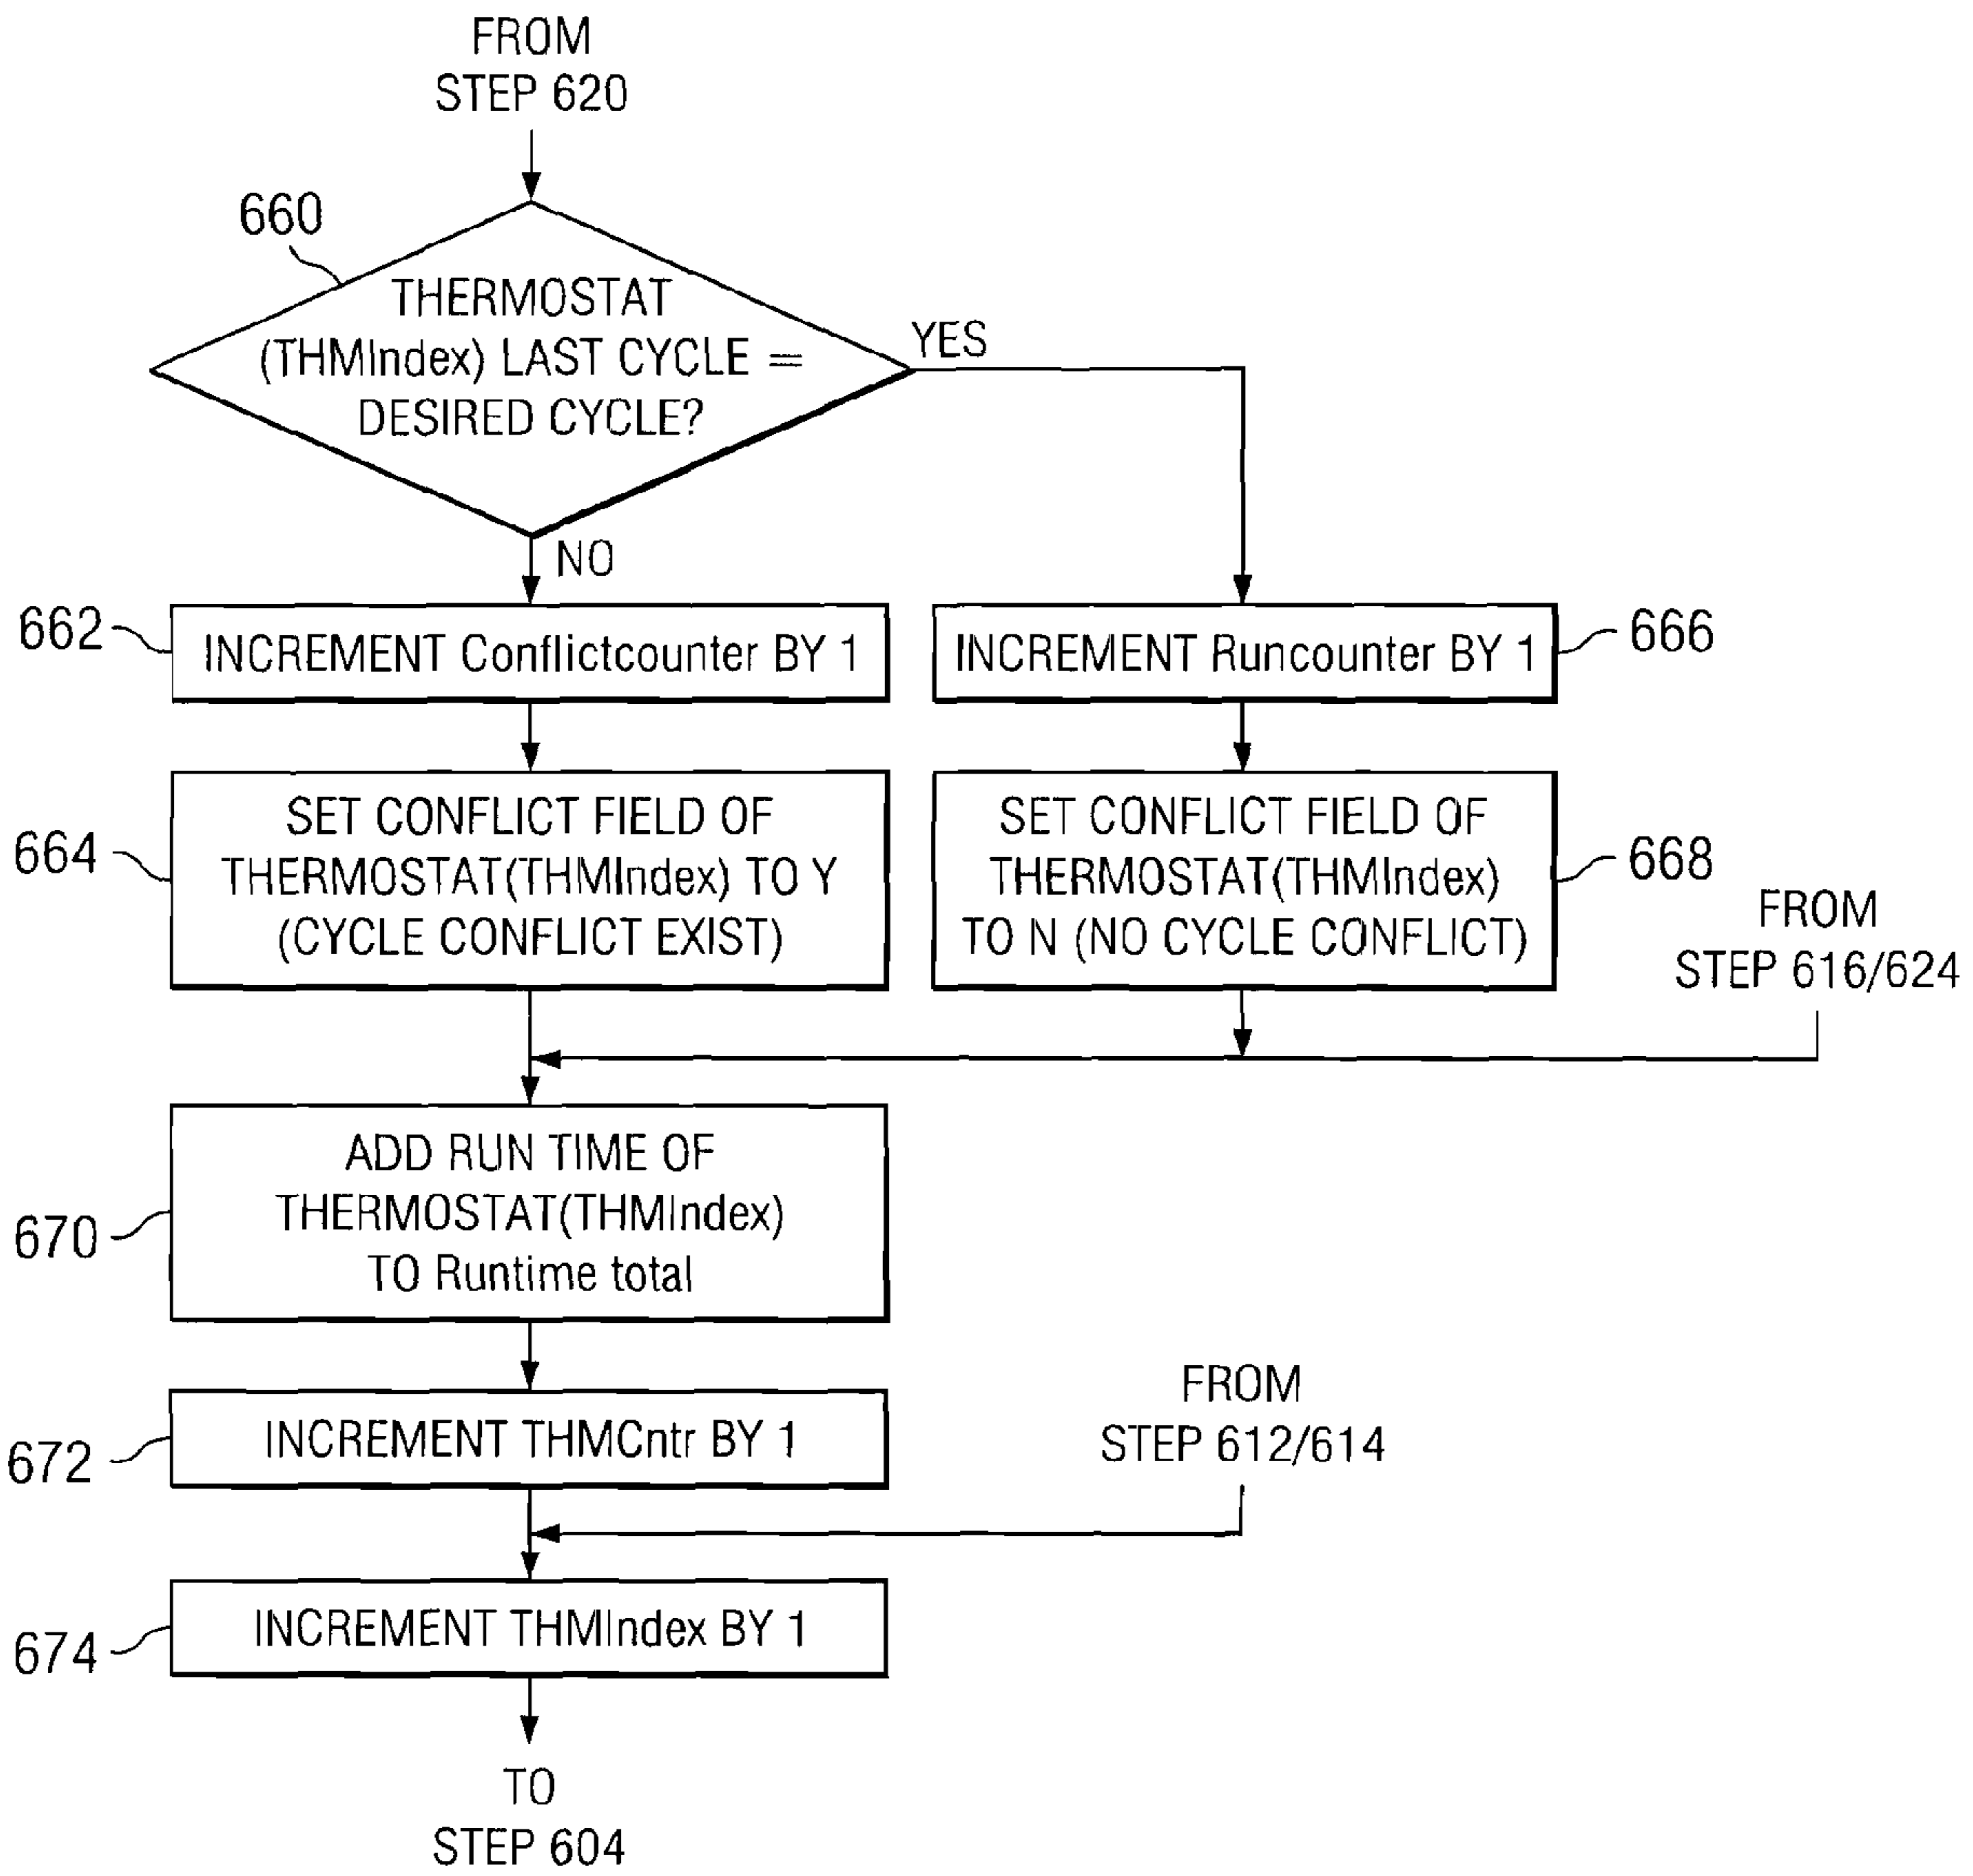 FROM
STEP 620
660
THERMOSTAT
(THMIndex) LAST CYCLE =
DESIRED CYCLE?
YES
NO
662
INCREMENT Conflictcounter BY 1
INCREMENT Runcounter BY 1
666
664
SET CONFLICT FIELD OF
THERMOSTAT(THMIndex) TO Y
(CYCLE CONFLICT EXIST)
SET CONFLICT FIELD OF
THERMOSTAT(THMIndex)
TO N (NO CYCLE CONFLICT)
668
FROM
STEP 616/624
670
ADD RUN TIME OF
THERMOSTAT(THMIndex)
TO Runtime total
672
INCREMENT THMCntr BY 1
FROM
STEP 612/614
674
INCREMENT THMIndex BY 1
TO
STEP 604